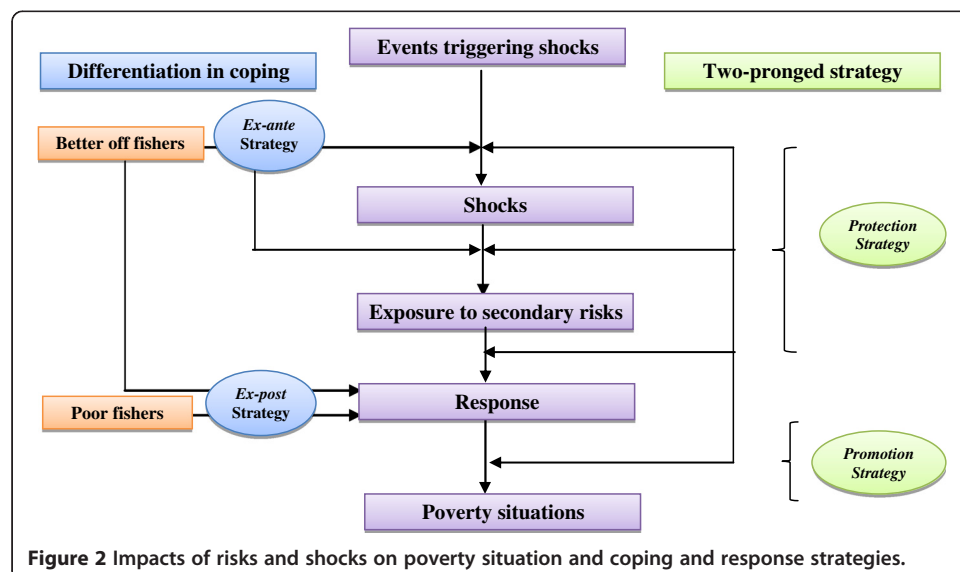 Events triggering shocks
Differentiation in coping
Two-pronged strategy
Ex-ante
Strategy
Better off fishers
Shocks
Protection
Strategy
Exposure to secondary risks
Ex-post
Strategy
Response
Poor fishers
Promotion
Strategy
Poverty situations
Figure 2 Impacts of risks and shocks on poverty situation and coping and response strategies.